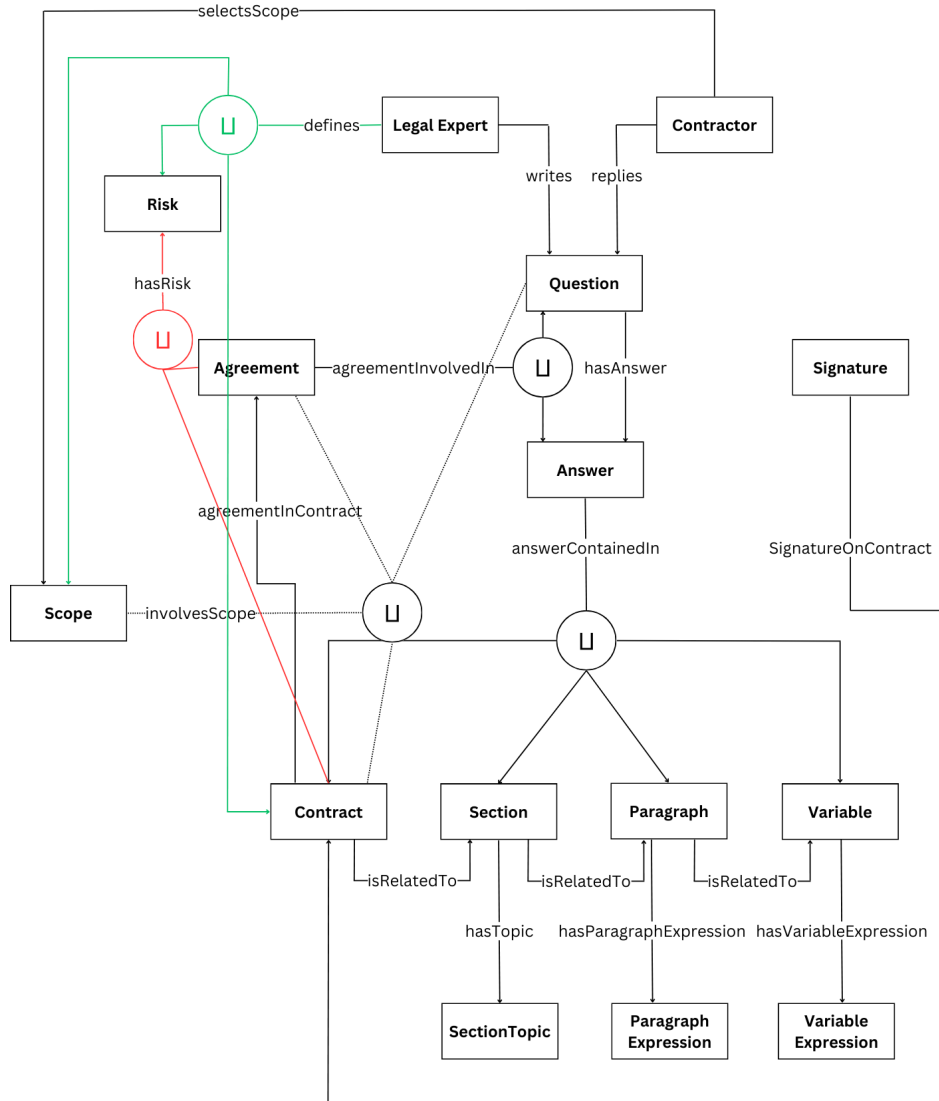 selectsScope
defines
Legal Expert
Contractor
writes
replies
Risk
hasRisk
Question
Agreement
agreementInvolvedIn
hasAnswer
Signature
Answer
agreementInContract
answerContainedIn
SignatureOnContract
Scope
involvesScope
Contract
Section
Paragraph
Variable
isRelatedTo
isRelatedTo
isRelatedTo
hasTopic
hasParagraphExpression
hasVariableExpression
SectionTopic
Paragraph
Expression
Variable
Expression